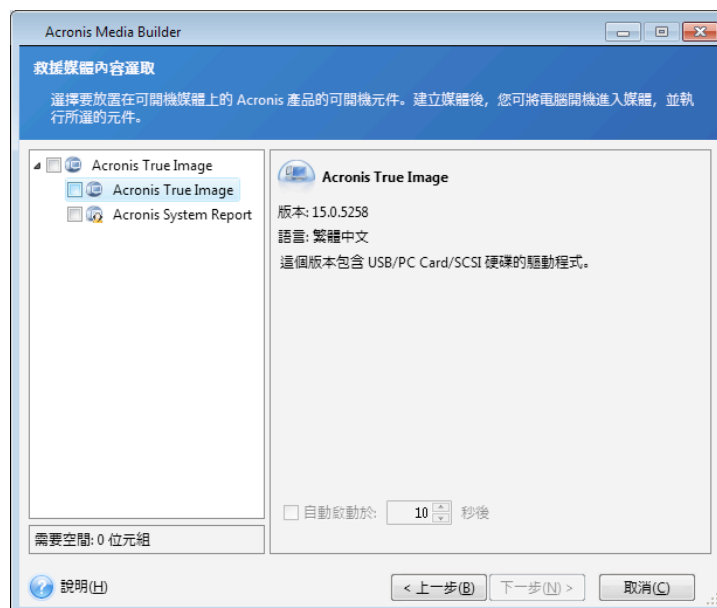 Acronis Media Builder
救援媒體內容選取
選擇要放置在可開機媒體上的 Acronis 產品的可開機元件。建立媒體後，您可將電腦開機進入媒體，並執
行所選的元件。
Acronis True Image
Acronis True Image
Acronis System Report
需要空間: 0 位元組
Acronis True Image
版本: 15.0.5258
語言: 繁體中文
這個版本包含 USB/PC Card/SCSI 硬碟的驅動程式。
自動啟動於: 10 秒後
說明(H)
< 上一步(B)
下一步(N) >
取消(C)